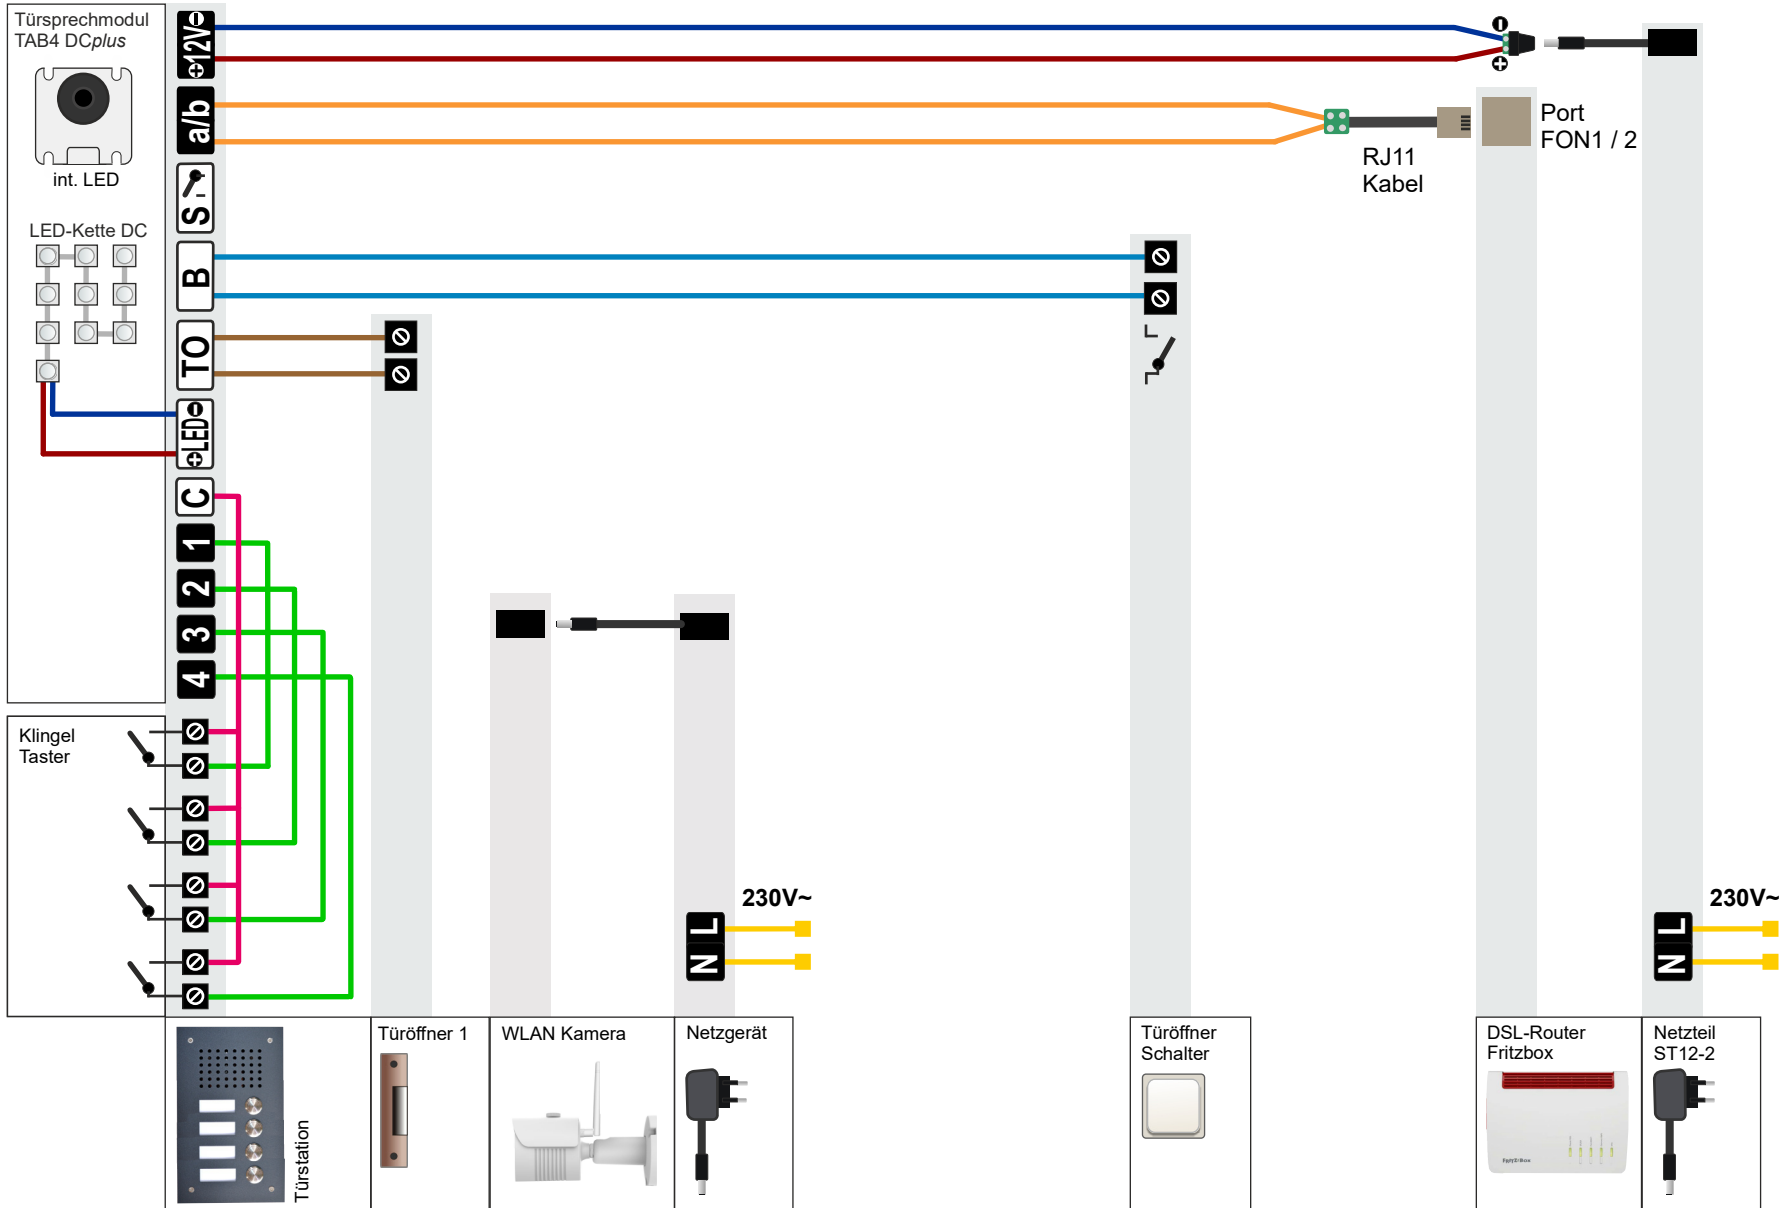 Türsprechmodul
TAB4 DCplus
int. LED
LED-Kette DC
+12V-
a/b
S
B
TO
+LED-
C
1
2
3
4
Klingel
Taster
RJ11
Kabel
Port
FON1 / 2
230V~
L
N
230V~
L
N
Türstation
Türöffner 1
WLAN Kamera
Netzgerät
Türöffner
Schalter
DSL-Router
Fritzbox
FRITZ!Box
Netzteil
ST12-2